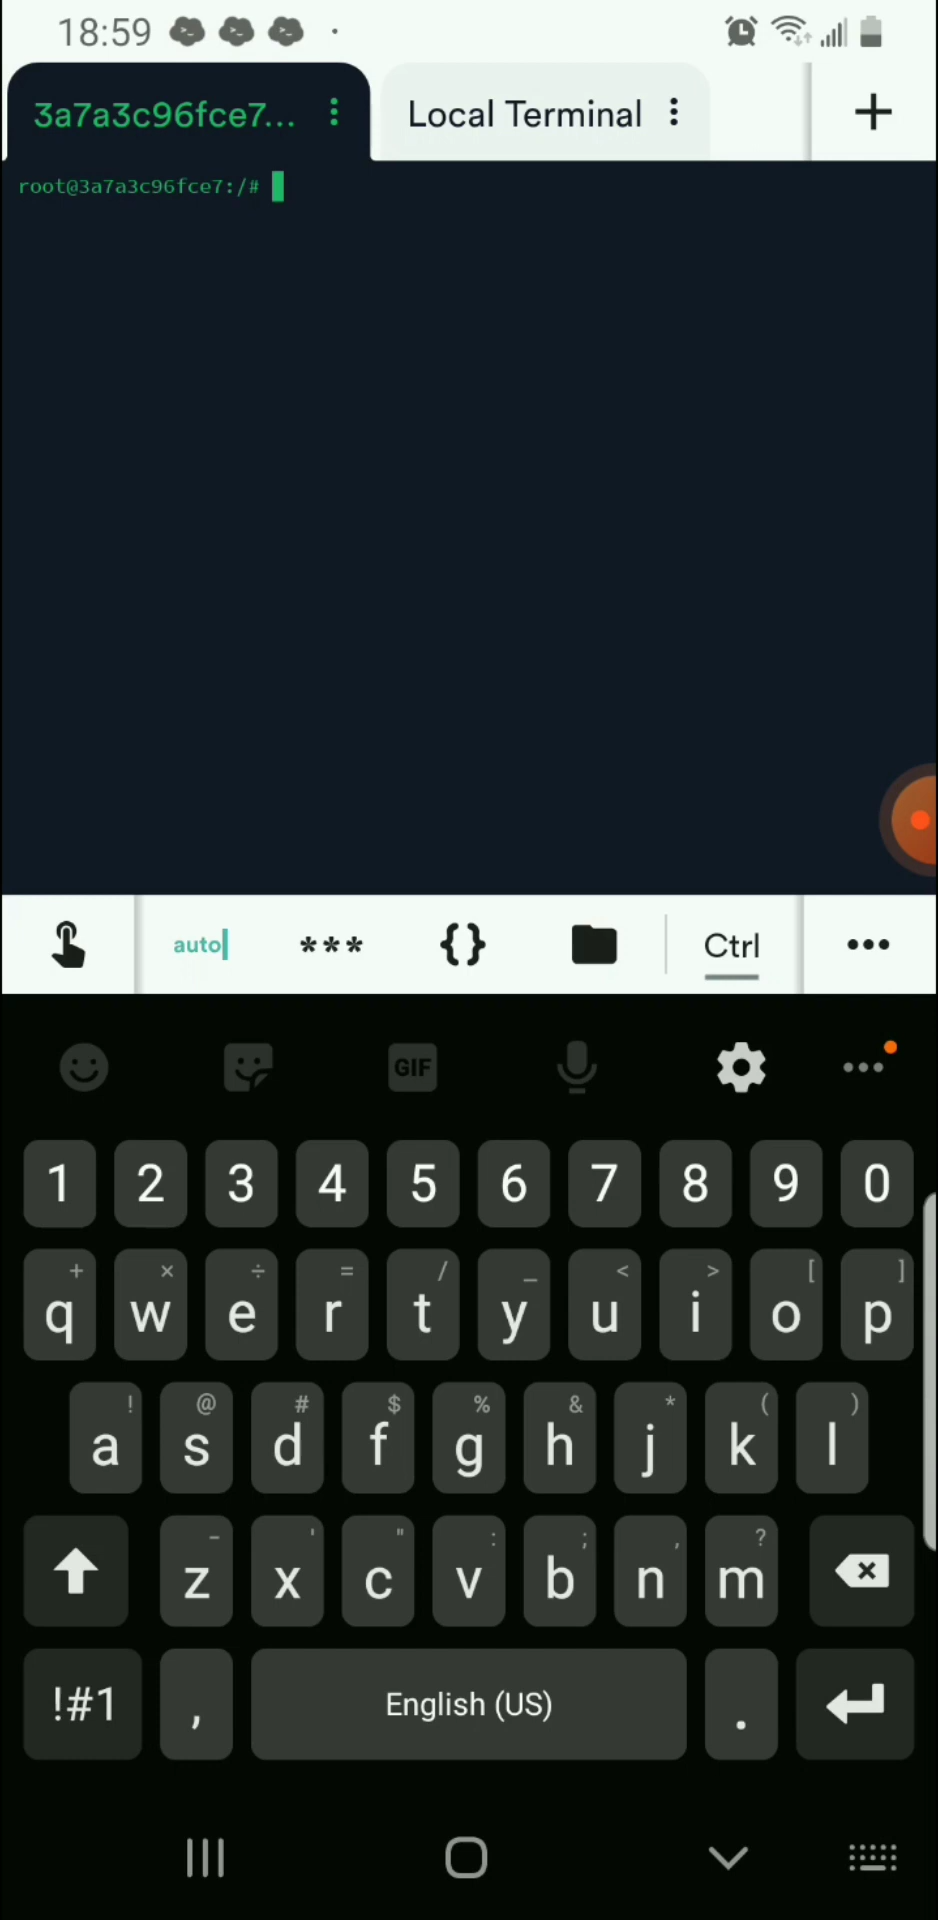 18:59
3a7a3c96fce7... Local Terminal +
root@3a7a3c96fce7:/#
auto *** {} Ctrl
GIF
1 2 3 4 5 6 7 8 9 0
+ × ÷ = / _ < > [ ]
q w e r t y u i o p
! @ # $ % & * ( )
a s d f g h j k l
- ' " : ; , ?
z x c v b n m
!#1 , English (US) .